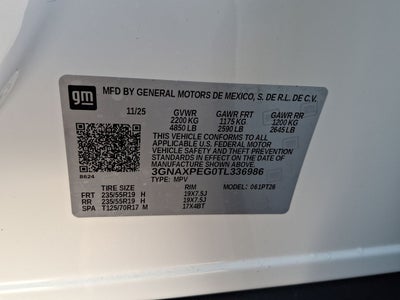 gm
MFD BY GENERAL MOTORS DE MEXICO, S. DE R.L. DE C.V.
11/25 GVWR GAWR FRT GAWR RR
2200 KG 1175 KG 1200 KG
4850 LB 2590 LB 2645 LB
THIS VEHICLE CONFORMS TO ALL
APPLICABLE U.S. FEDERAL MOTOR
VEHICLE SAFETY AND THEFT PREVENTION
STANDARDS IN EFFECT ON THE DATE OF
MANUFACTURE SHOWN ABOVE.
3GNAXPEG0TL336986
8624 TYPE: MPV MODEL: 061PT26
TIRE SIZE RIM
FRT 235/55R19 H 19X7.5J
RR 235/55R19 H 19X7.5J
SPA T125/70R17 M 17X4BT